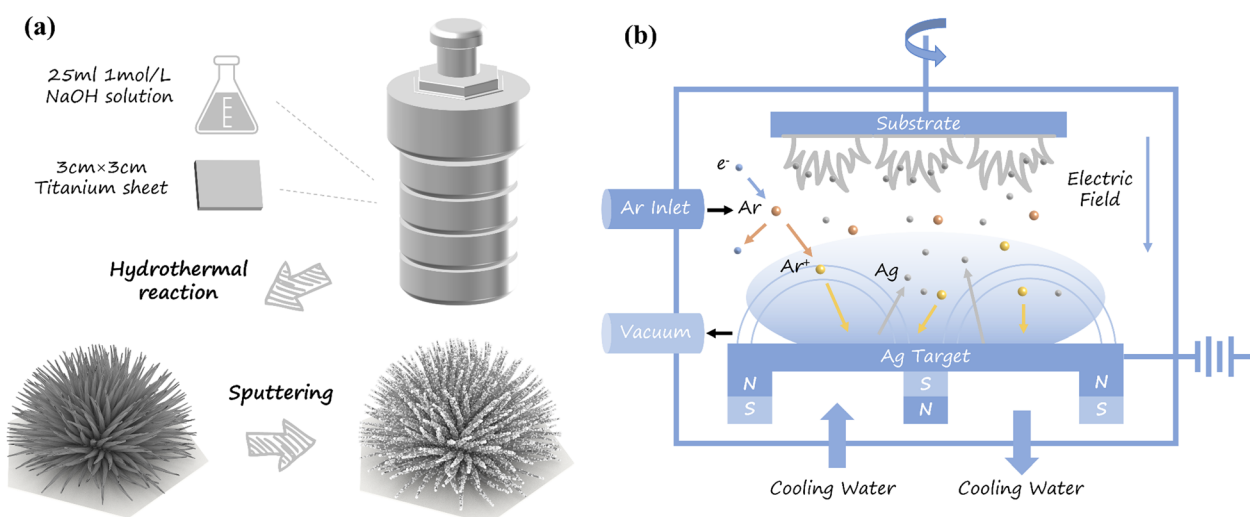 (a)
25ml 1mol/L
NaOH solution
3cm×3cm
Titanium sheet
Hydrothermal
reaction
Sputtering
(b)
Substrate
e⁻
Ar Inlet
Ar
Electric
Field
Ar⁺
Ag
Vacuum
Ag Target
N
S
N
S
N
S
Cooling Water
Cooling Water